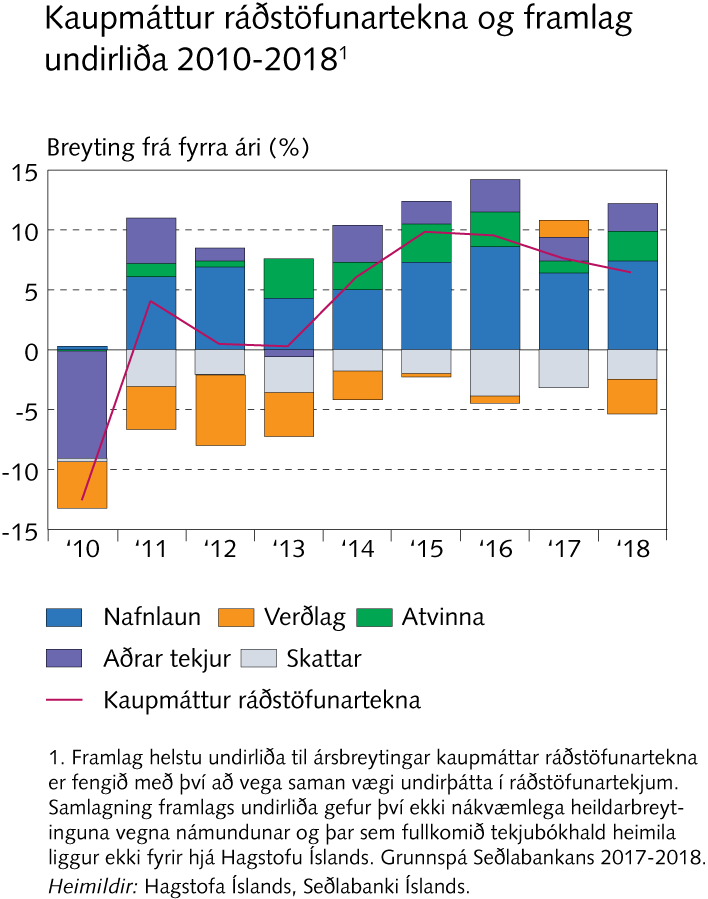 Kaupmáttur ráðstöfunartekna og framlag
undirliða 2010-2018¹
Breyting frá fyrra ári (%)
15
10
5
0
-5
-10
-15
‘10 ‘11 ‘12 ‘13 ‘14 ‘15 ‘16 ‘17 ‘18
Nafnlaun Verðlag Atvinna
Aðrar tekjur Skattar
Kaupmáttur ráðstöfunartekna
1. Framlag helstu undirliða til ársbreytingar kaupmáttar ráðstöfunartekna
er fengið með því að vega saman vægi undirþátta í ráðstöfunartekjum.
Samlagning framlags undirliða gefur því ekki nákvæmlega heildarbreyt-
inguna vegna námundunar og þar sem fullkomið tekjubókhald heimila
liggur ekki fyrir hjá Hagstofu Íslands. Grunnspá Seðlabankans 2017-2018.
Heimildir: Hagstofa Íslands, Seðlabanki Íslands.